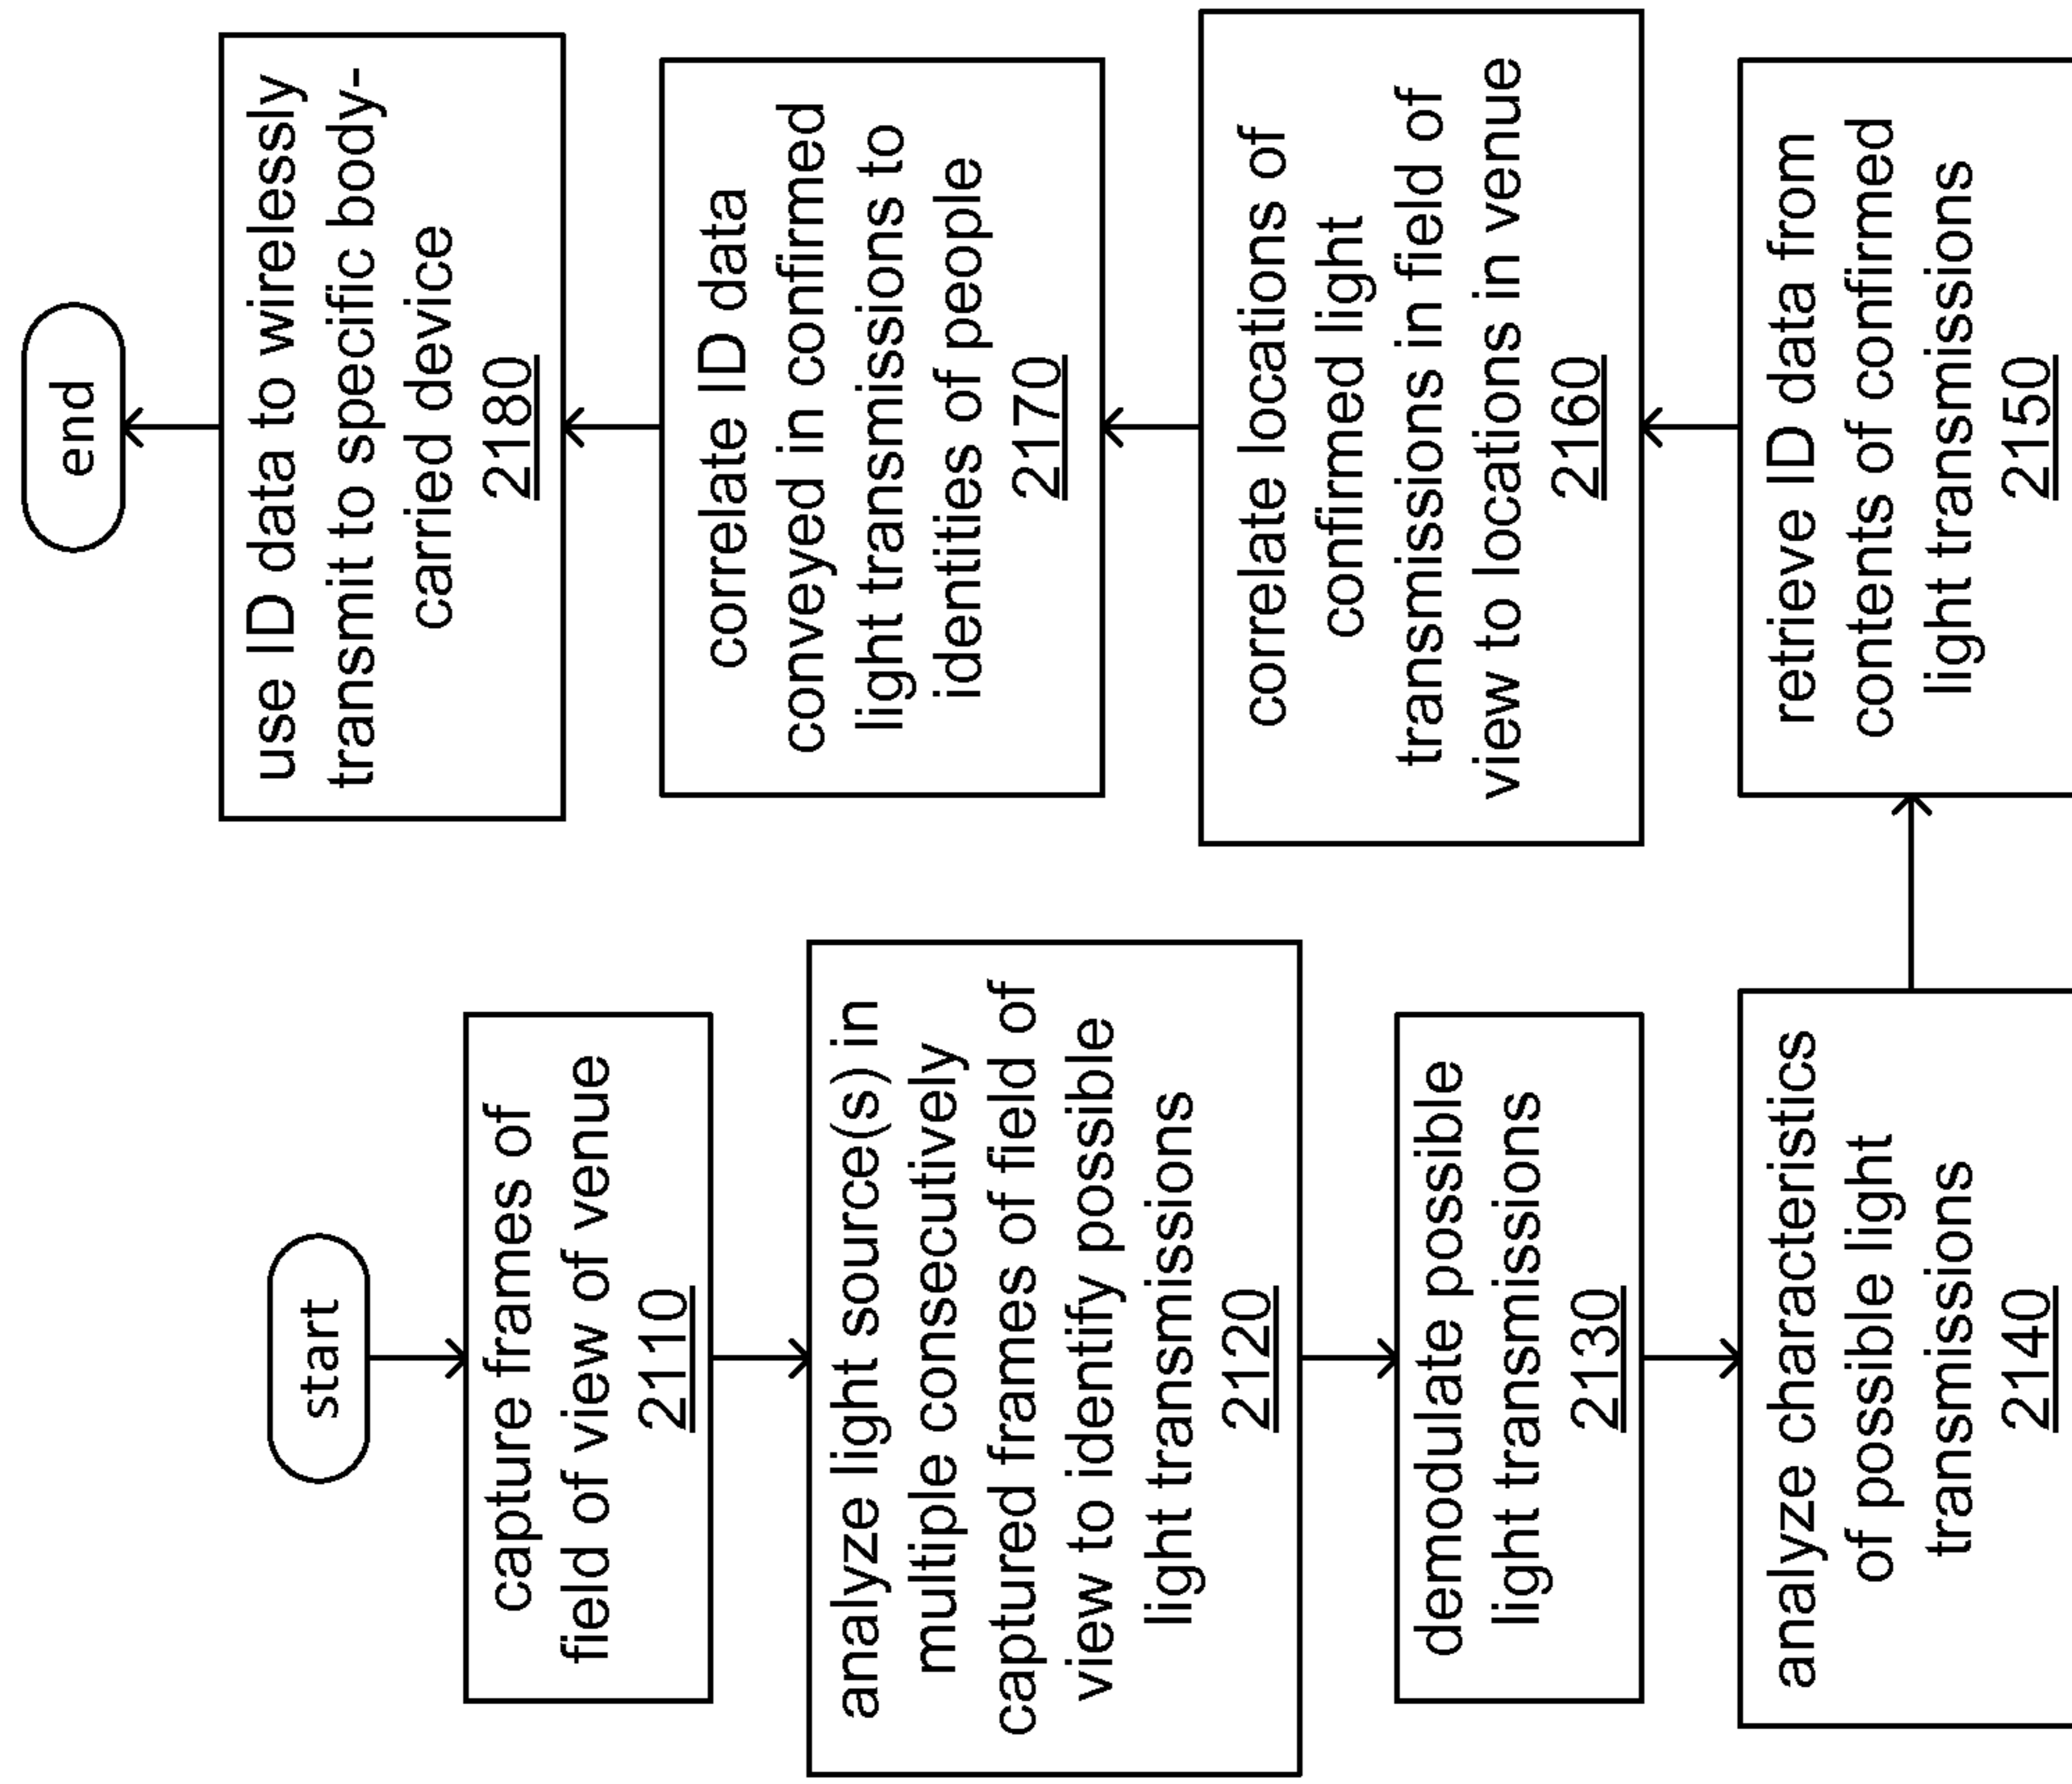 start
capture frames of
field of view of venue
2110
analyze light source(s) in
multiple consecutively
captured frames of field of
view to identify possible
light transmissions
2120
demodulate possible
light transmissions
2130
analyze characteristics
of possible light
transmissions
2140
retrieve ID data from
contents of confirmed
light transmissions
2150
correlate locations of
confirmed light
transmissions in field of
view to locations in venue
2160
correlate ID data
conveyed in confirmed
light transmissions to
identities of people
2170
use ID data to wirelessly
transmit to specific body-
carried device
2180
end